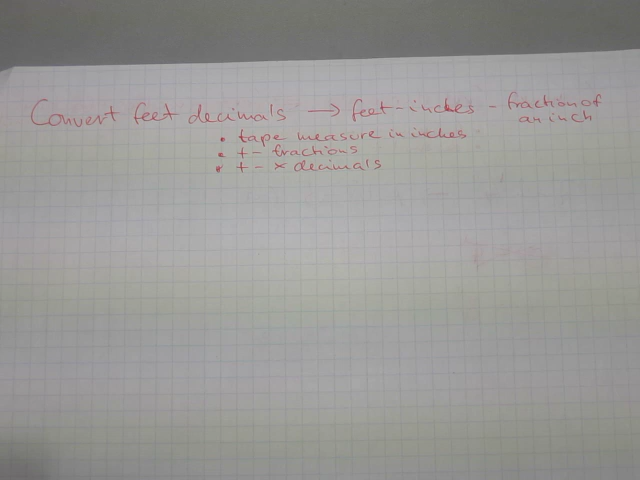 Convert feet decimals → feet-inches - fraction of an inch
• tape measure in inches
• + - fractions
• + - × decimals